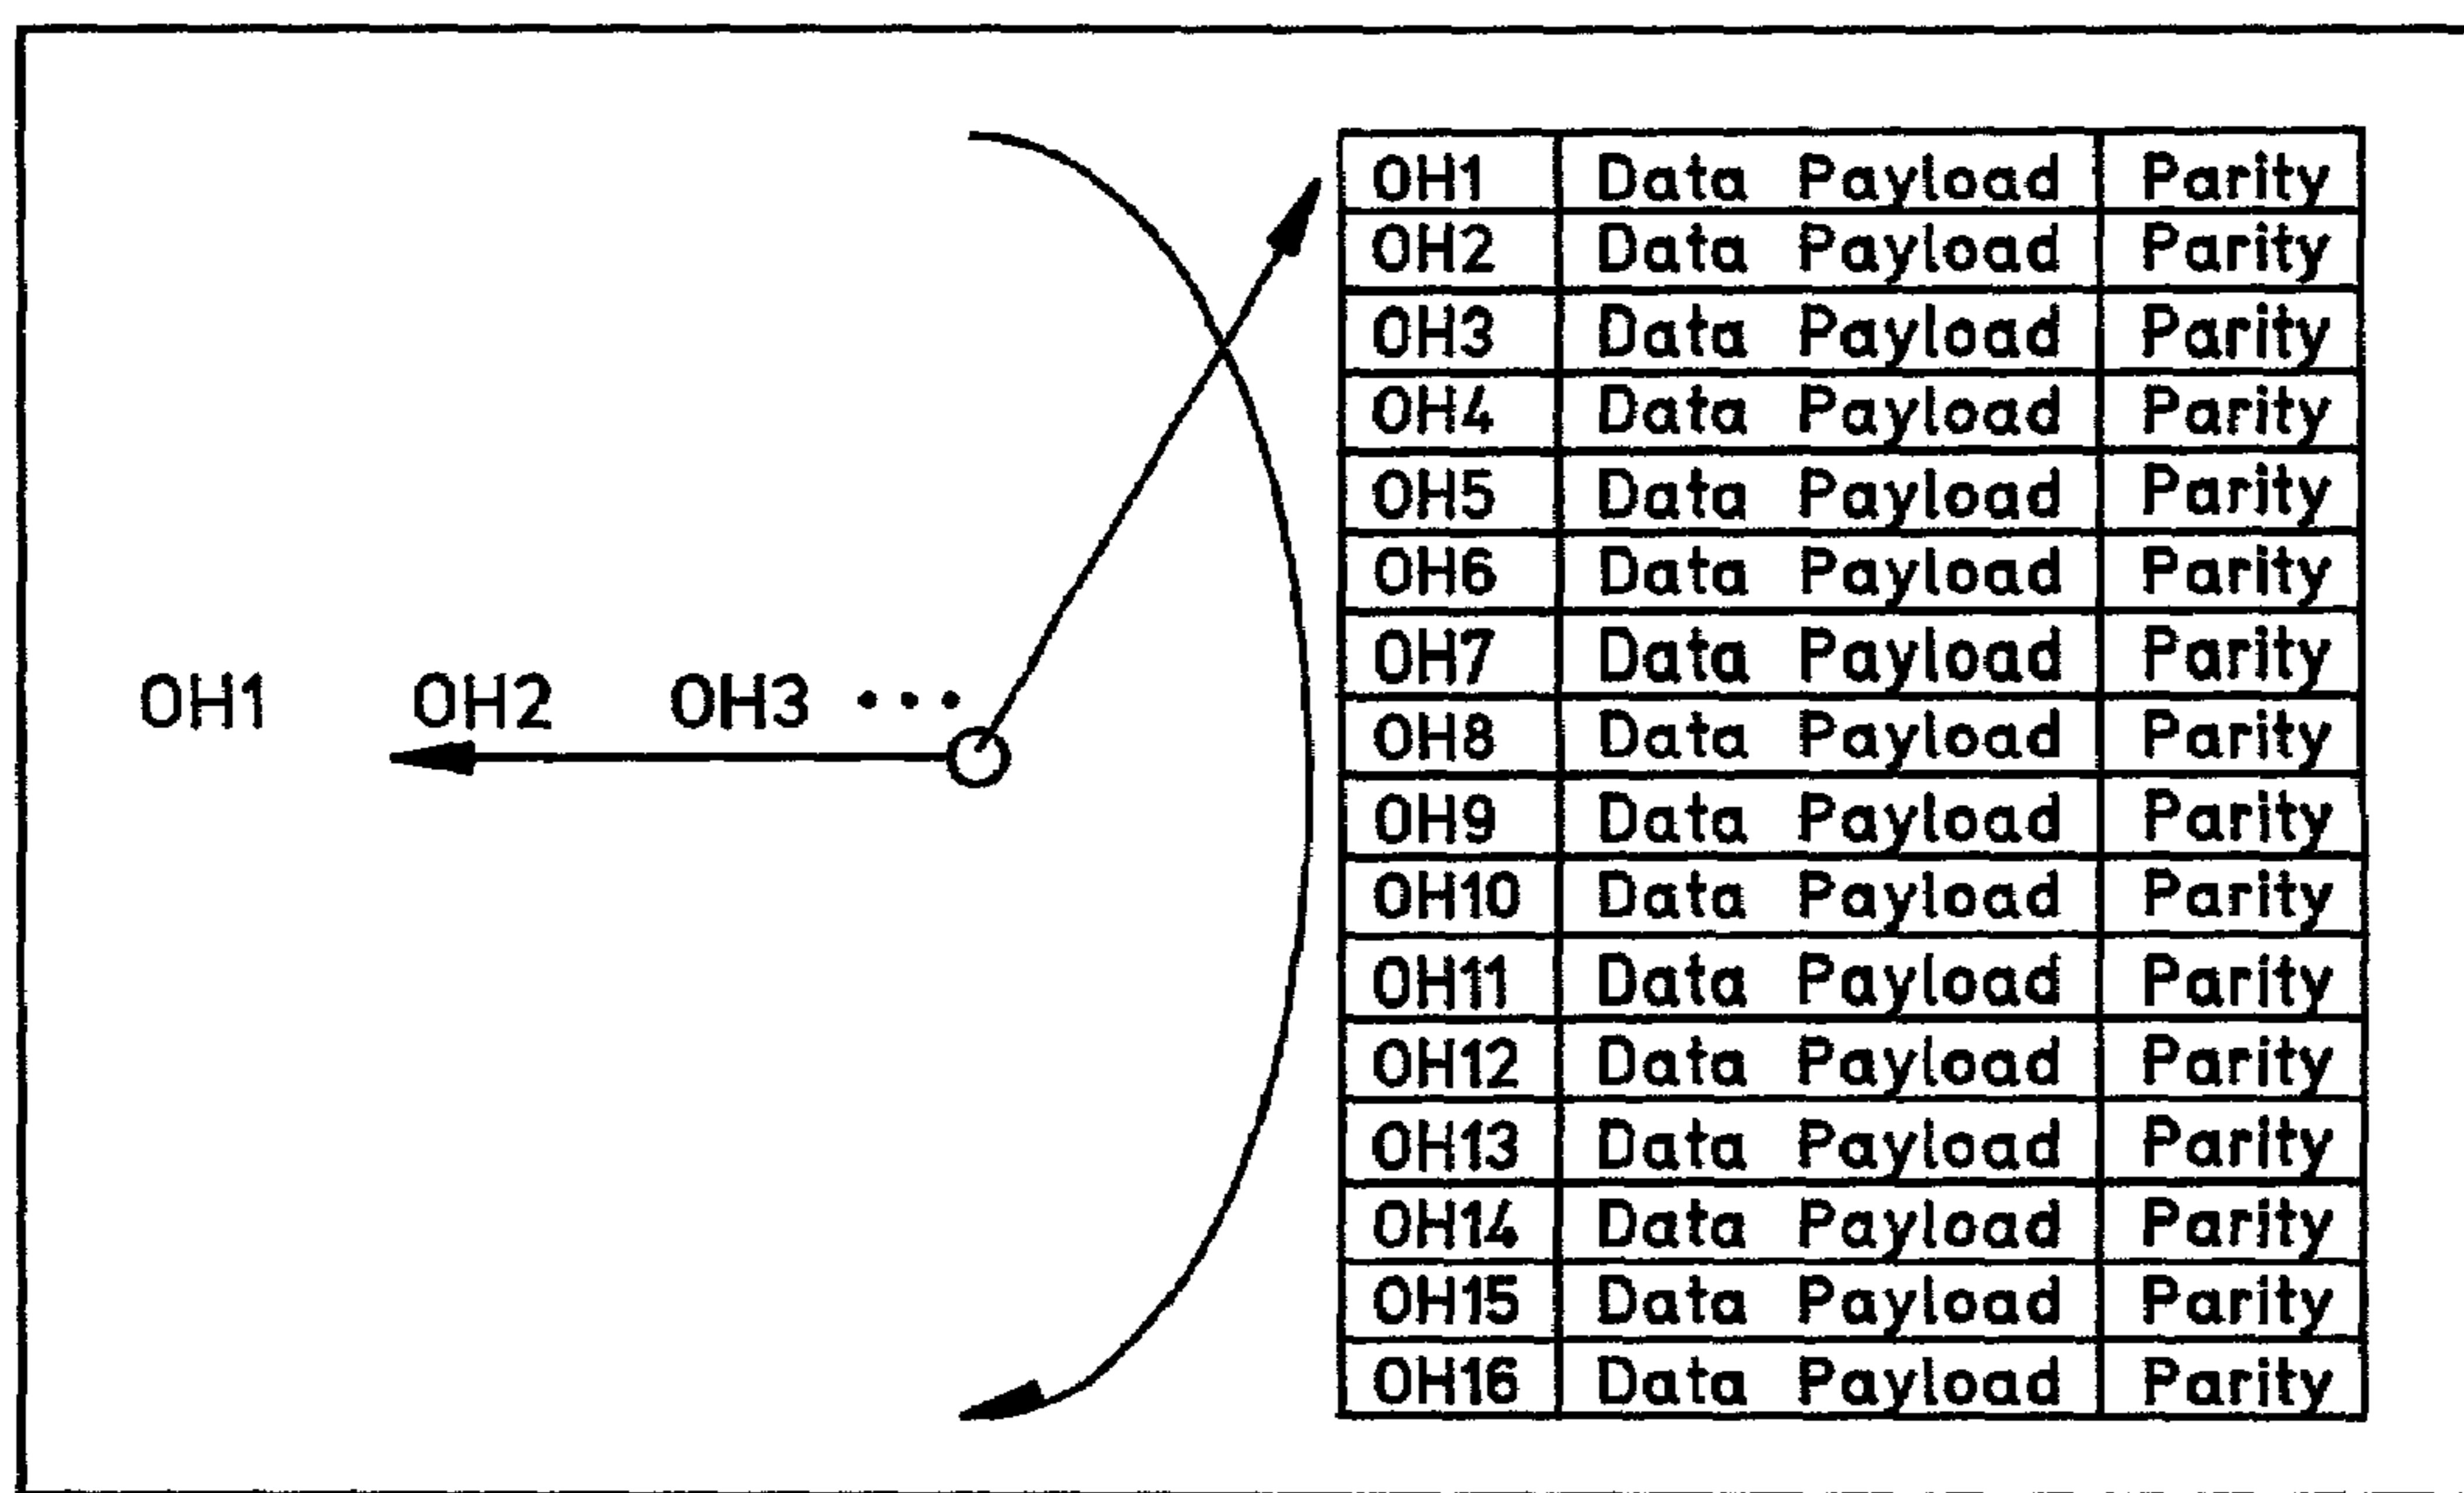 OH1 Data Payload Parity
OH2 Data Payload Parity
OH3 Data Payload Parity
OH4 Data Payload Parity
OH5 Data Payload Parity
OH6 Data Payload Parity
OH7 Data Payload Parity
OH8 Data Payload Parity
OH9 Data Payload Parity
OH10 Data Payload Parity
OH11 Data Payload Parity
OH12 Data Payload Parity
OH13 Data Payload Parity
OH14 Data Payload Parity
OH15 Data Payload Parity
OH16 Data Payload Parity
OH1 OH2 OH3 •••